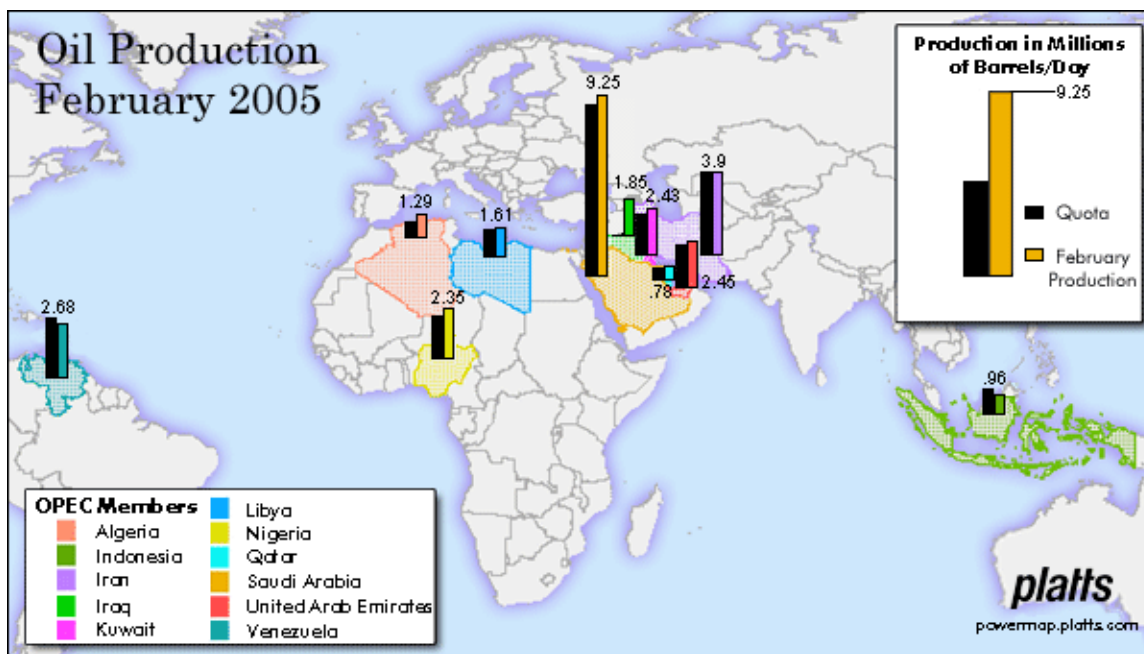 Oil Production
February 2005
Production in Millions
of Barrels/Day
9.25
Quota
February
Production
9.25
3.9
1.85
2.43
1.29
1.61
.78
2.45
2.35
2.68
.96
OPEC Members
Algeria
Indonesia
Iran
Iraq
Kuwait
Libya
Nigeria
Qatar
Saudi Arabia
United Arab Emirates
Venezuela
platts
powermap.platts.com